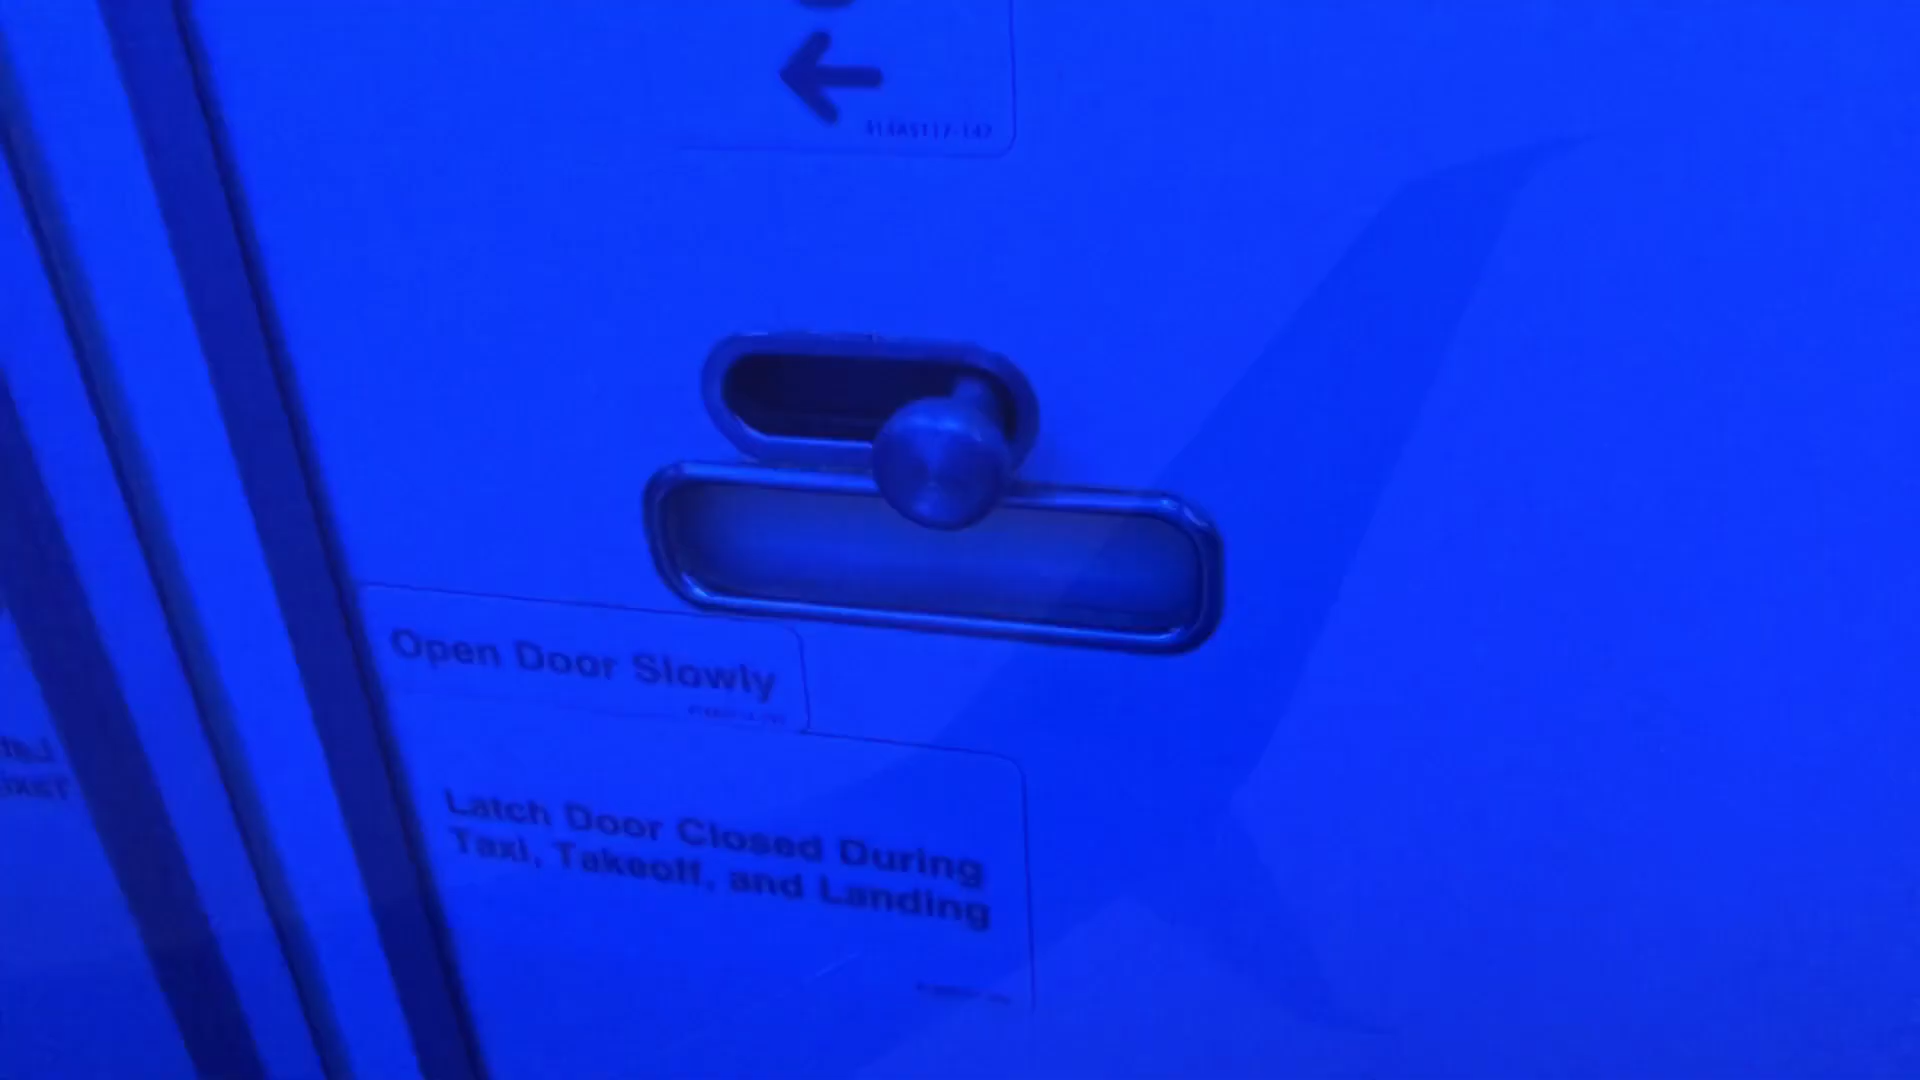 Open Door Slowly
Latch Door Closed During
Taxi, Takeoff, and Landing